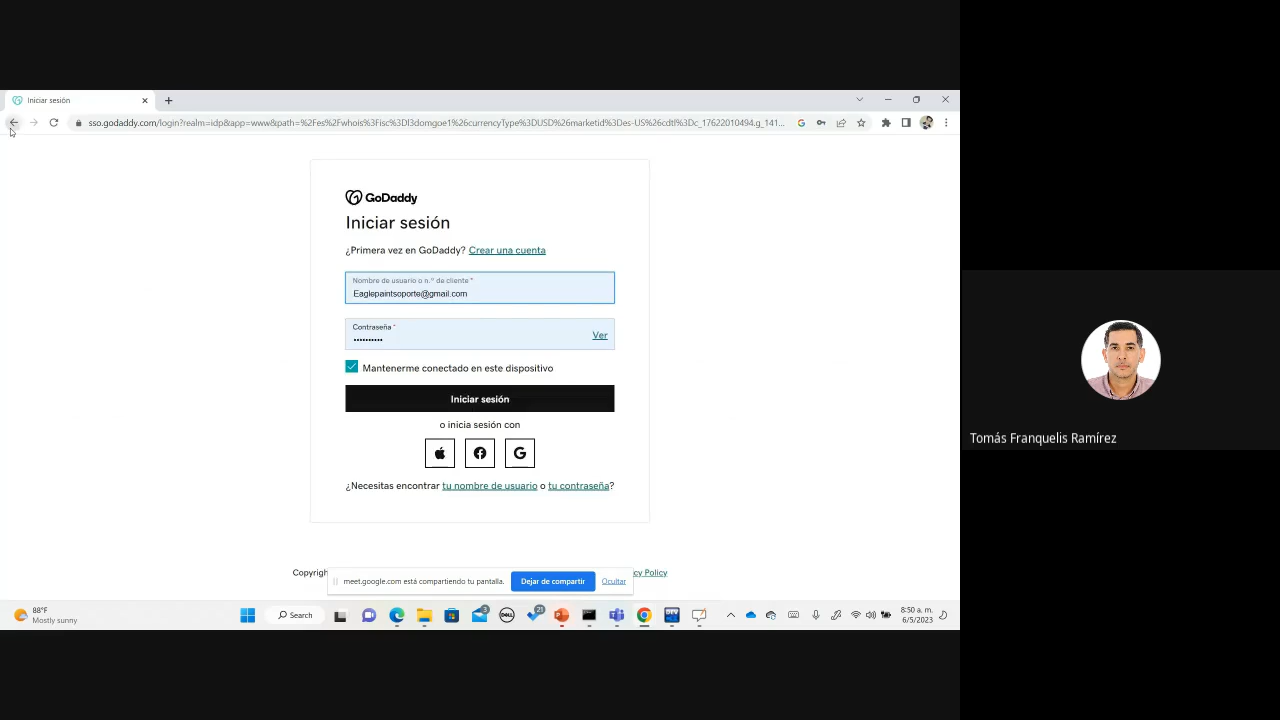 Iniciar sesión
sso.godaddy.com/login?realm=idp&app=www&path=%2Fes%2Fwhois%3Fisc%3Dl3domgoe1%26currencyType%3DUSD%26marketid%3Des-US%26cdtl%3Dc_17622010494.g_141...
GoDaddy
Iniciar sesión
¿Primera vez en GoDaddy? Crear una cuenta
Nombre de usuario o n.º de cliente *
Eaglepaintsoporte@gmail.com
Contraseña *
••••••••••
Ver
Mantenerme conectado en este dispositivo
Iniciar sesión
o inicia sesión con
¿Necesitas encontrar tu nombre de usuario o tu contraseña?
Tomás Franquelis Ramírez
Copyrigh
cy Policy
meet.google.com está compartiendo tu pantalla.
Dejar de compartir
Ocultar
88°F
Mostly sunny
Search
3
21
8:50 a. m.
6/5/2023